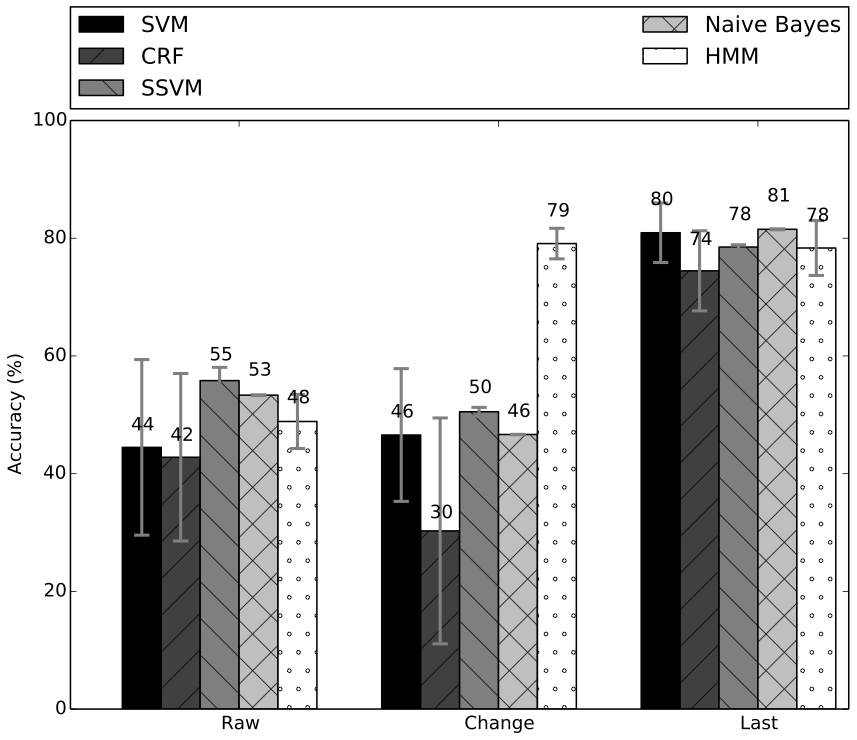 SVM
CRF
SSVM
Naive Bayes
HMM
Accuracy (%)
100
80
60
40
20
0
44
42
55
53
48
46
30
50
46
79
80
74
78
81
78
Raw
Change
Last